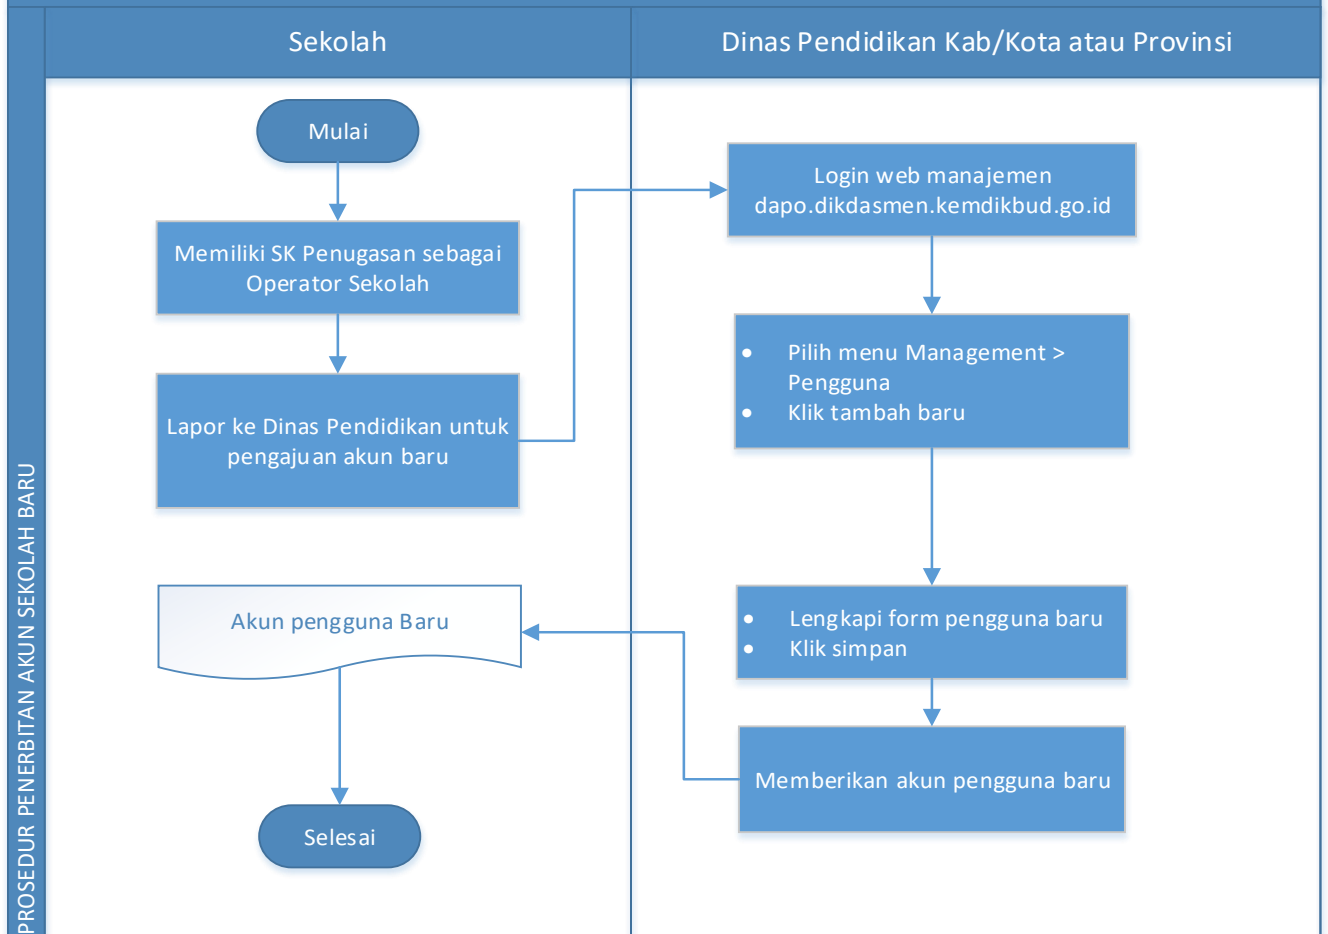 Sekolah
Dinas Pendidikan Kab/Kota atau Provinsi
PROSEDUR PENERBITAN AKUN SEKOLAH BARU
Mulai
Memiliki SK Penugasan sebagai
Operator Sekolah
Lapor ke Dinas Pendidikan untuk
pengajuan akun baru
Login web manajemen
dapo.dikdasmen.kemdikbud.go.id
• Pilih menu Management >
Pengguna
• Klik tambah baru
• Lengkapi form pengguna baru
• Klik simpan
Memberikan akun pengguna baru
Akun pengguna Baru
Selesai